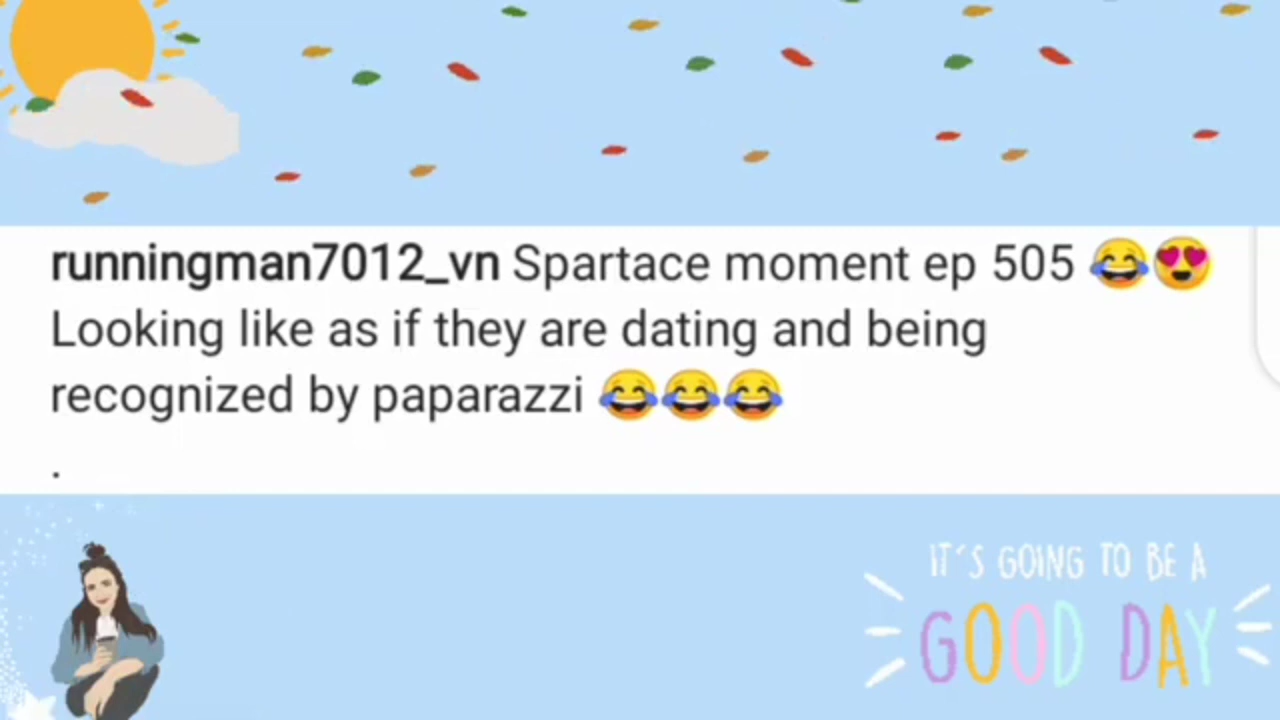 runningman7012_vn Spartace moment ep 505 😂😍
Looking like as if they are dating and being
recognized by paparazzi 😂😂😂
.
IT'S GOING TO BE A
GOOD DAY